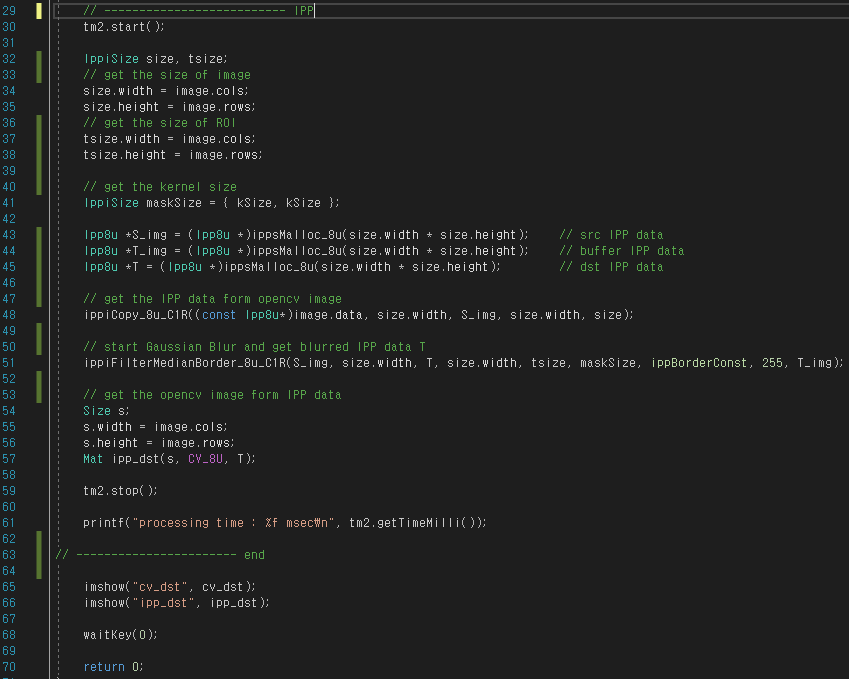 29 // -------------------------- IPP
30 tm2.start();
31
32 IppiSize size, tsize;
33 // get the size of image
34 size.width = image.cols;
35 size.height = image.rows;
36 // get the size of ROI
37 tsize.width = image.cols;
38 tsize.height = image.rows;
39
40 // get the kernel size
41 IppiSize maskSize = { kSize, kSize };
42
43 Ipp8u *S_img = (Ipp8u *)ippsMalloc_8u(size.width * size.height); // src IPP data
44 Ipp8u *T_img = (Ipp8u *)ippsMalloc_8u(size.width * size.height); // buffer IPP data
45 Ipp8u *T = (Ipp8u *)ippsMalloc_8u(size.width * size.height); // dst IPP data
46
47 // get the IPP data form opencv image
48 ippiCopy_8u_C1R((const Ipp8u*)image.data, size.width, S_img, size.width, size);
49
50 // start Gaussian Blur and get blurred IPP data T
51 ippiFilterMedianBorder_8u_C1R(S_img, size.width, T, size.width, tsize, maskSize, ippBorderConst, 255, T_img);
52
53 // get the opencv image form IPP data
54 Size s;
55 s.width = image.cols;
56 s.height = image.rows;
57 Mat ipp_dst(s, CV_8U, T);
58
59 tm2.stop();
60
61 printf("processing time : %f msec₩n", tm2.getTimeMilli());
62
63 // ----------------------- end
64
65 imshow("cv_dst", cv_dst);
66 imshow("ipp_dst", ipp_dst);
67
68 waitKey(0);
69
70 return 0;